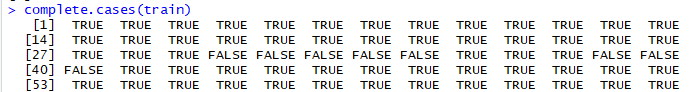 > complete.cases(train)
[1] TRUE TRUE TRUE TRUE TRUE TRUE TRUE TRUE TRUE TRUE TRUE TRUE TRUE
[14] TRUE TRUE TRUE TRUE TRUE TRUE TRUE TRUE TRUE TRUE TRUE TRUE TRUE
[27] TRUE TRUE TRUE FALSE FALSE FALSE FALSE FALSE TRUE TRUE TRUE FALSE FALSE
[40] FALSE TRUE TRUE TRUE TRUE TRUE TRUE TRUE TRUE TRUE TRUE TRUE TRUE
[53] TRUE TRUE TRUE TRUE TRUE TRUE TRUE TRUE TRUE TRUE TRUE TRUE TRUE